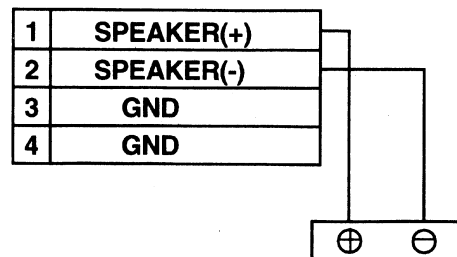 1 SPEAKER(+)
2 SPEAKER(-)
3 GND
4 GND
⊕ ⊖